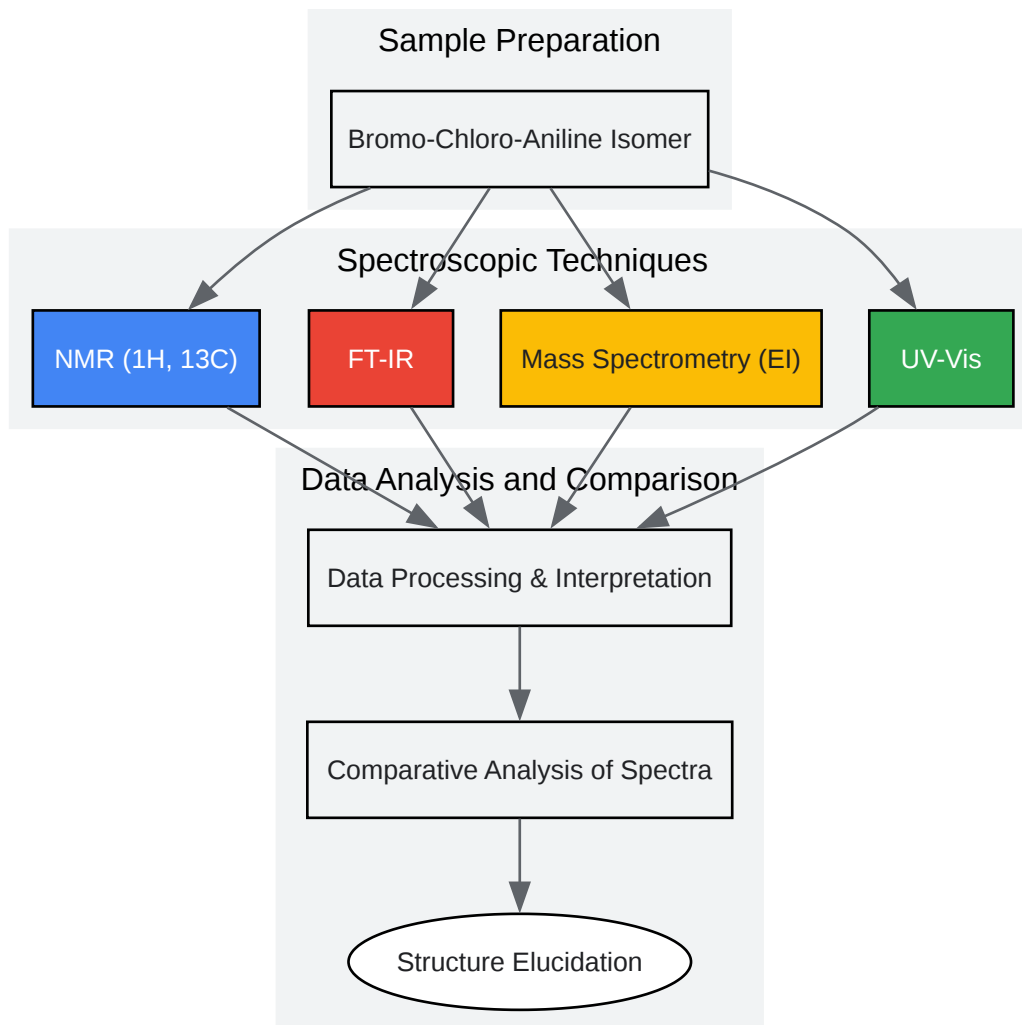 Sample Preparation
Bromo-Chloro-Aniline Isomer
Spectroscopic Techniques
NMR (1H, 13C)
FT-IR
Mass Spectrometry (EI)
UV-Vis
Data Analysis and Comparison
Data Processing & Interpretation
Comparative Analysis of Spectra
Structure Elucidation